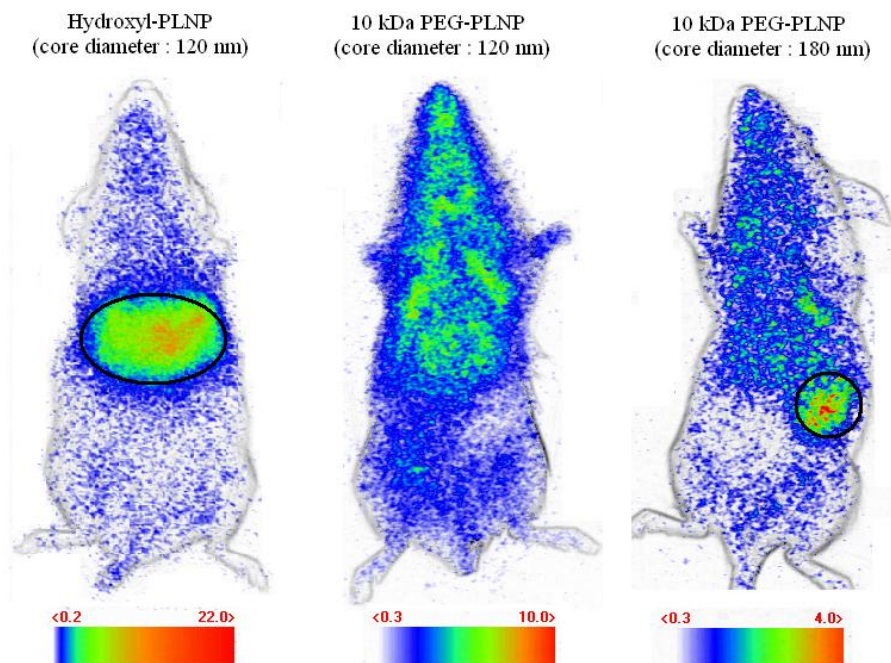 Hydroxyl-PLNP
(core diameter : 120 nm)
10 kDa PEG-PLNP
(core diameter : 120 nm)
10 kDa PEG-PLNP
(core diameter : 180 nm)
<0.2 22.0>
<0.3 10.0>
<0.3 4.0>